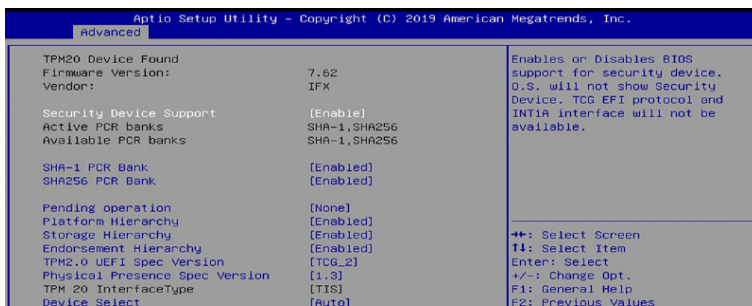 Aptio Setup Utility - Copyright (C) 2019 American Megatrends, Inc.
Advanced
TPM20 Device Found
Firmware Version: 7.62
Vendor: IFX
Security Device Support [Enable]
Active PCR banks SHA-1,SHA256
Available PCR banks SHA-1,SHA256
SHA-1 PCR Bank [Enabled]
SHA256 PCR Bank [Enabled]
Pending operation [None]
Platform Hierarchy [Enabled]
Storage Hierarchy [Enabled]
Endorsement Hierarchy [Enabled]
TPM2.0 UEFI Spec Version [TCG_2]
Physical Presence Spec Version [1.3]
TPM 20 InterfaceType [TIS]
Device Select [Auto]
Enables or Disables BIOS
support for security device.
O.S. will not show Security
Device. TCG EFI protocol and
INT1A interface will not be
available.
→←: Select Screen
↑↓: Select Item
Enter: Select
+/-: Change Opt.
F1: General Help
F2: Previous Values